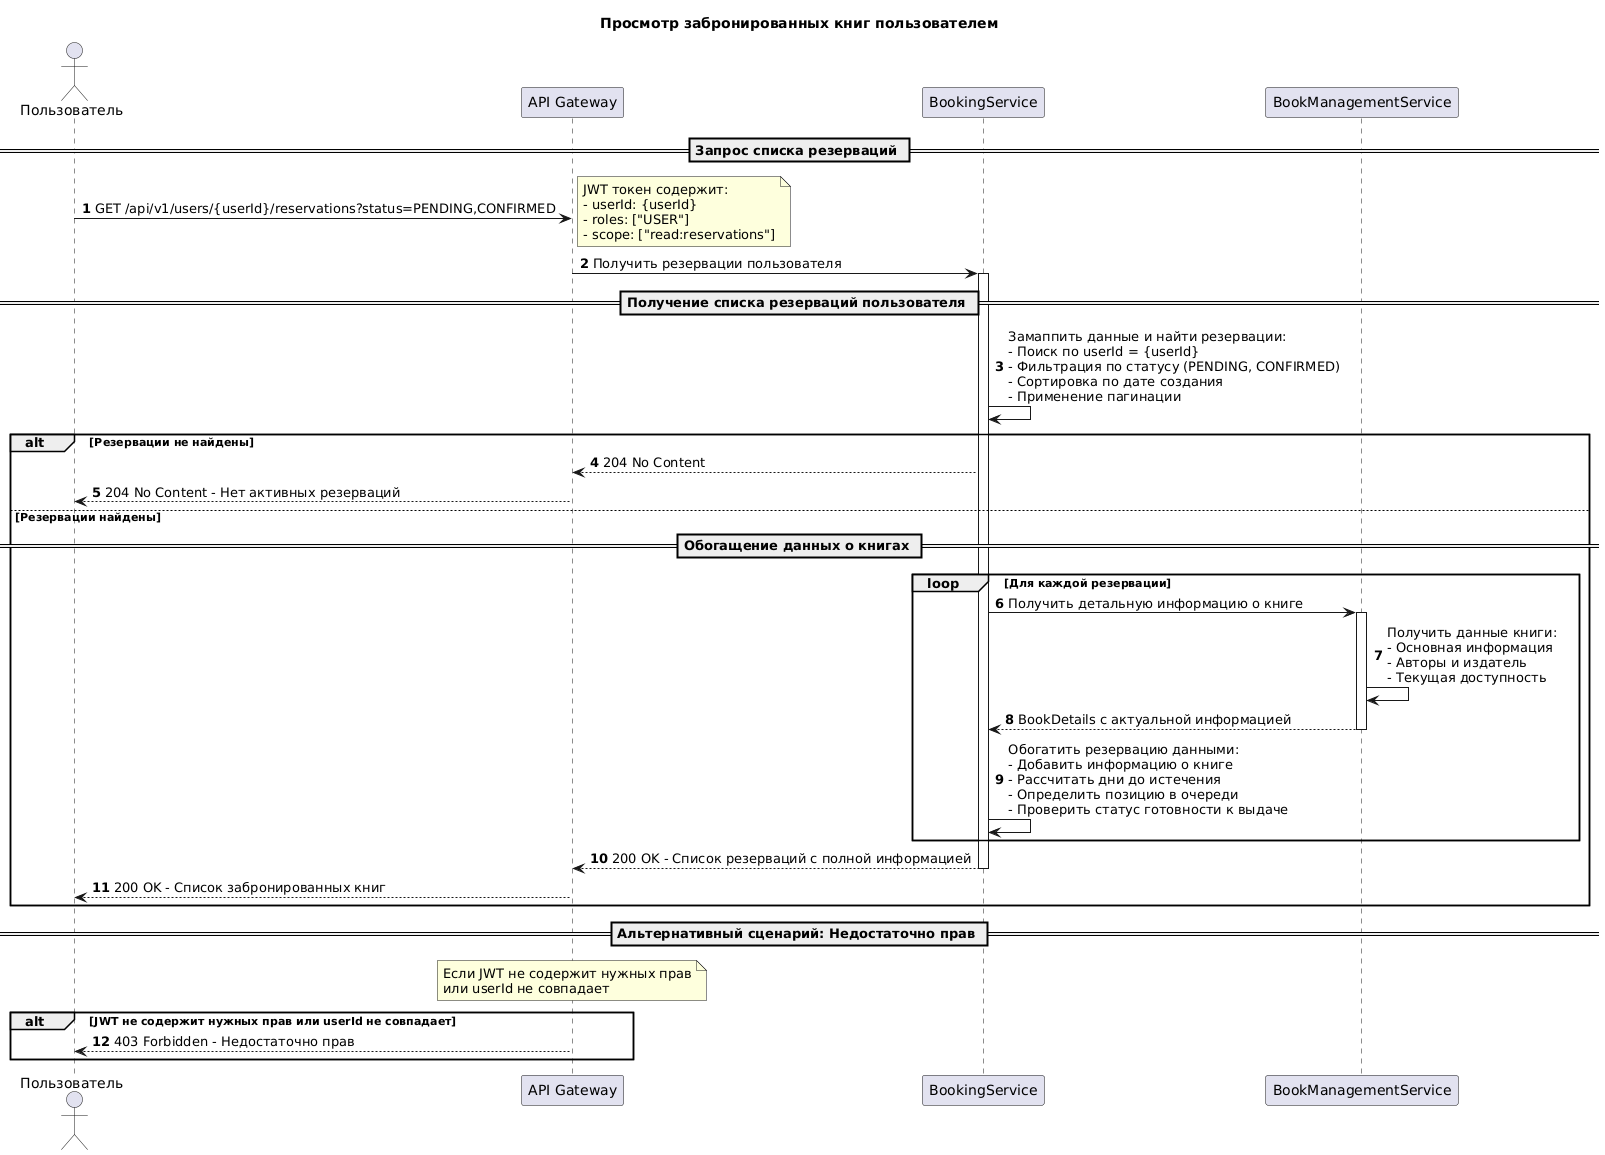 Просмотр забронированных книг пользователем
Пользователь
API Gateway
BookingService
BookManagementService
Запрос списка резерваций
JWT токен содержит:
- userId: {userId}
- roles: ["USER"]
- scope: ["read:reservations"]
1 GET /api/v1/users/{userId}/reservations?status=PENDING,CONFIRMED
2 Получить резервации пользователя
Получение списка резерваций пользователя
Замаппить данные и найти резервации:
- Поиск по userId = {userId}
3 - Фильтрация по статусу (PENDING, CONFIRMED)
- Сортировка по дате создания
- Применение пагинации
alt [Резервации не найдены]
4 204 No Content
5 204 No Content - Нет активных резерваций
[Резервации найдены]
Обогащение данных о книгах
loop [Для каждой резервации]
6 Получить детальную информацию о книге
Получить данные книги:
- Основная информация
7 - Авторы и издатель
- Текущая доступность
8 BookDetails с актуальной информацией
Обогатить резервацию данными:
- Добавить информацию о книге
9 - Рассчитать дни до истечения
- Определить позицию в очереди
- Проверить статус готовности к выдаче
10 200 OK - Список резерваций с полной информацией
11 200 OK - Список забронированных книг
Альтернативный сценарий: Недостаточно прав
Если JWT не содержит нужных прав
или userId не совпадает
alt [JWT не содержит нужных прав или userId не совпадает]
12 403 Forbidden - Недостаточно прав
Пользователь
API Gateway
BookingService
BookManagementService